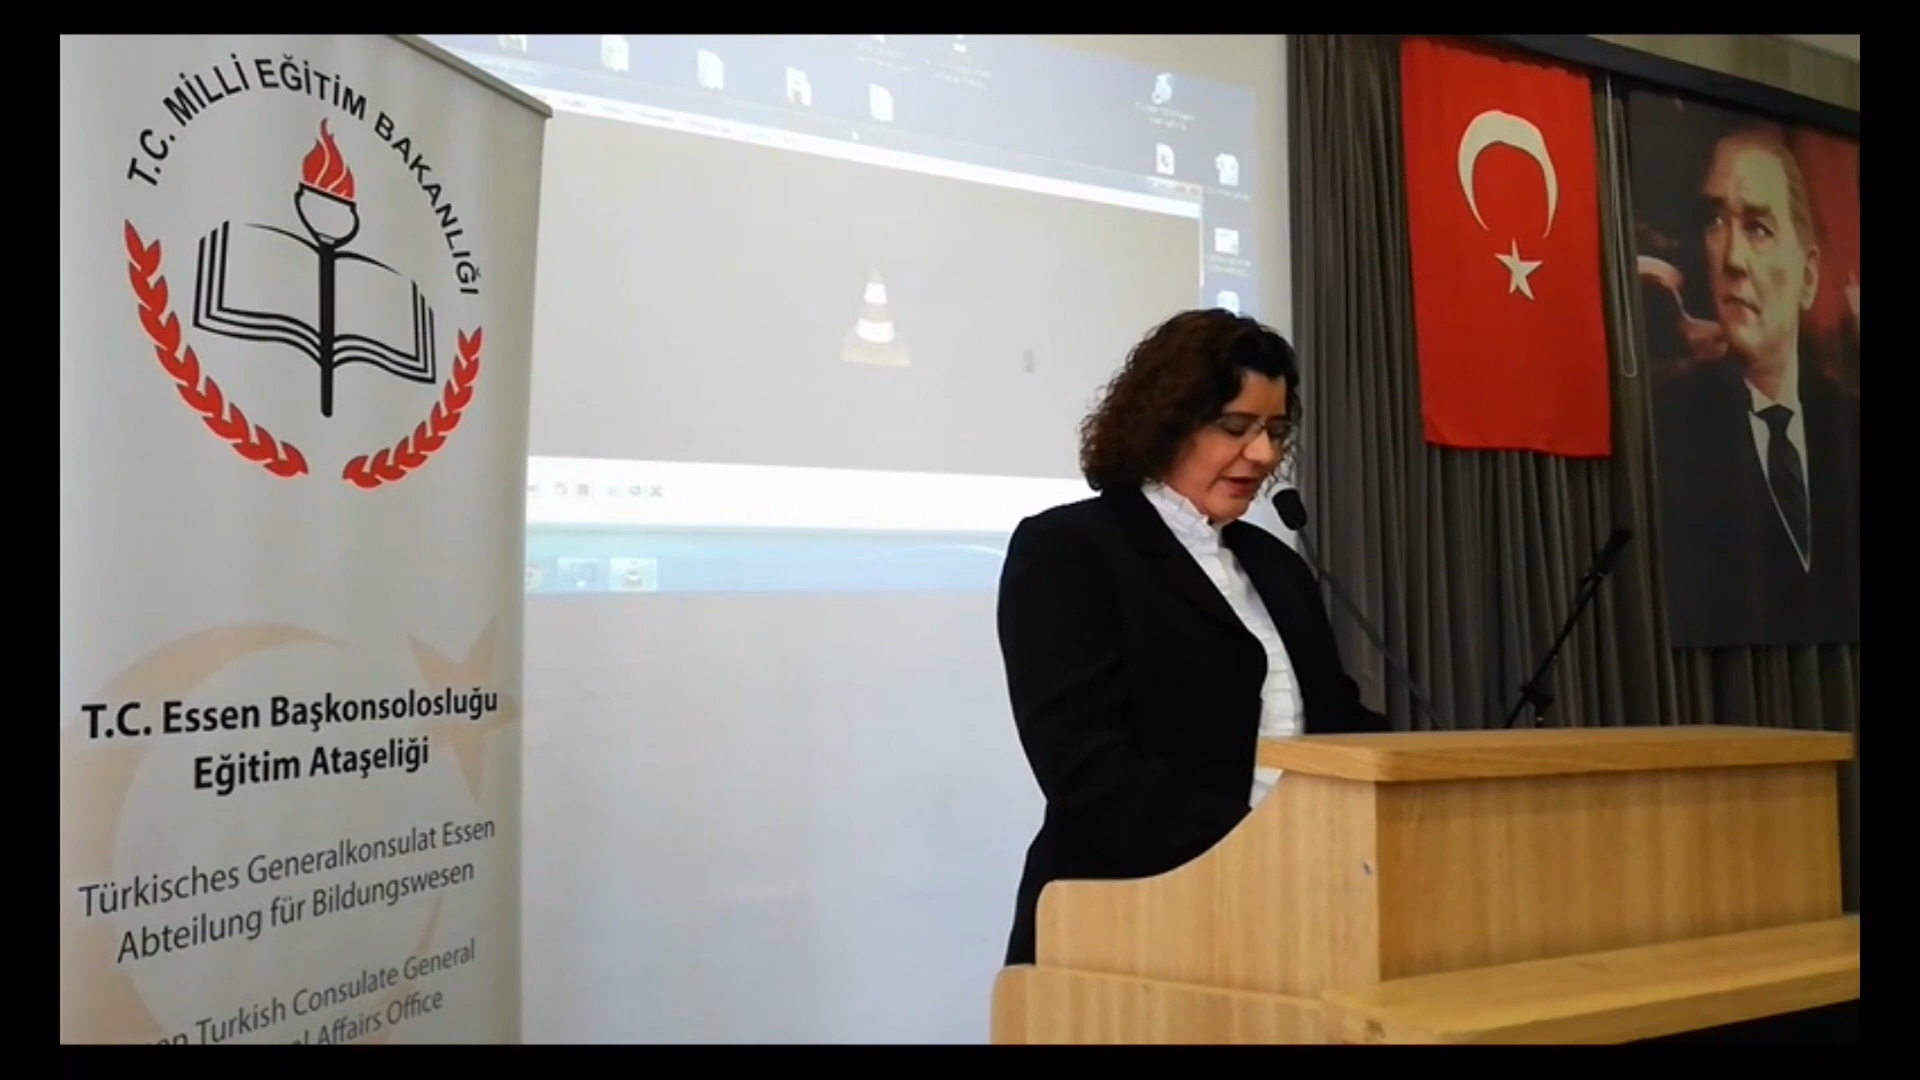 T.C. MİLLİ EĞİTİM BAKANLIĞI
T.C. Essen Başkonsolosluğu
Eğitim Ataşeliği
Türkisches Generalkonsulat Essen
Abteilung für Bildungswesen
Turkish Consulate General
Affairs Office